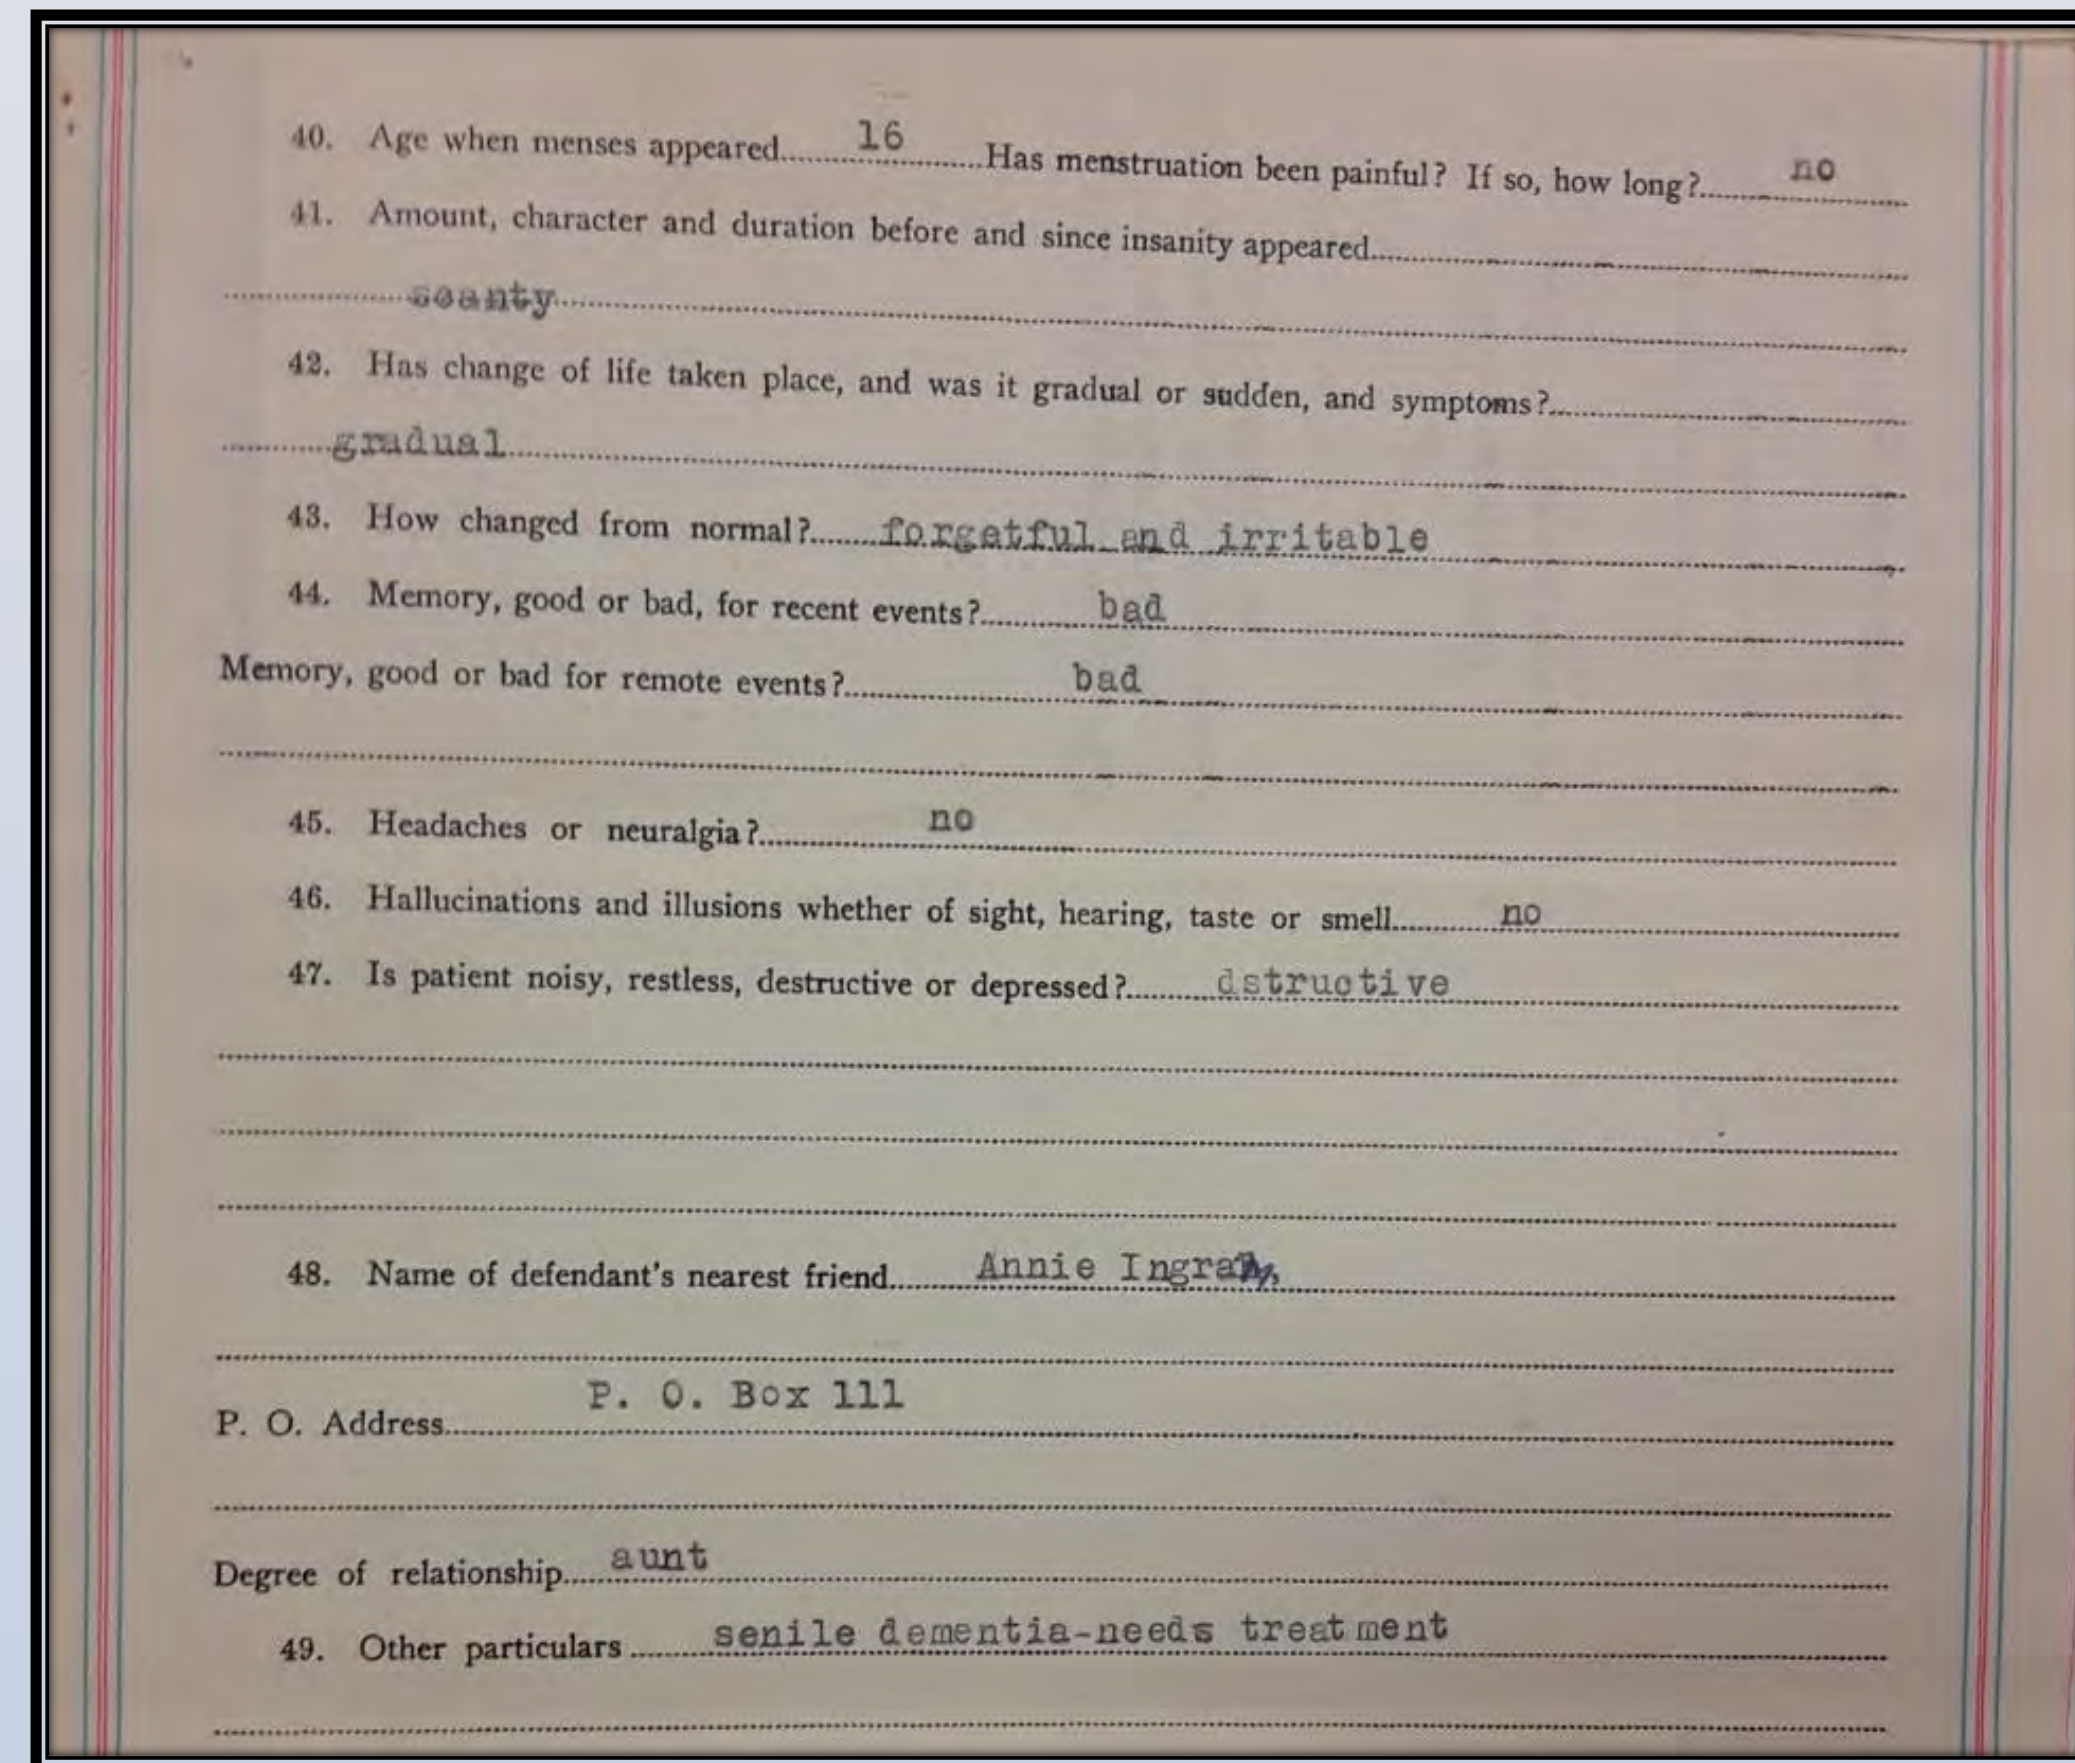 40. Age when menses appeared 16 Has menstruation been painful? If so, how long? no
41. Amount, character and duration before and since insanity appeared
scanty
42. Has change of life taken place, and was it gradual or sudden, and symptoms?
gradual
43. How changed from normal? forgetful and irritable
44. Memory, good or bad, for recent events? bad
Memory, good or bad for remote events? bad
45. Headaches or neuralgia? no
46. Hallucinations and illusions whether of sight, hearing, taste or smell no
47. Is patient noisy, restless, destructive or depressed? dstructive
48. Name of defendant's nearest friend Annie Ingram,
P. O. Box 111
P. O. Address
Degree of relationship aunt
49. Other particulars senile dementia-needs treatment